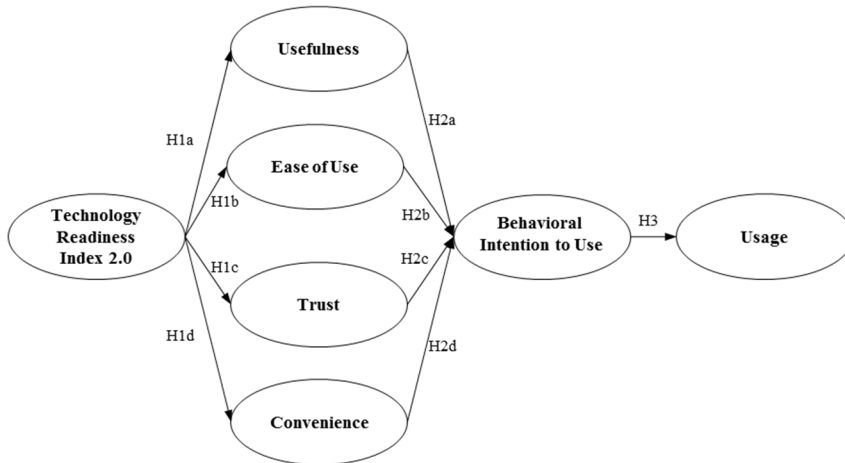 Usefulness
H1a
H2a
Ease of Use
H1b
H2b
Technology
Readiness
Index 2.0
Behavioral
Intention to Use
H3
Usage
H1c
H2c
Trust
H1d
H2d
Convenience